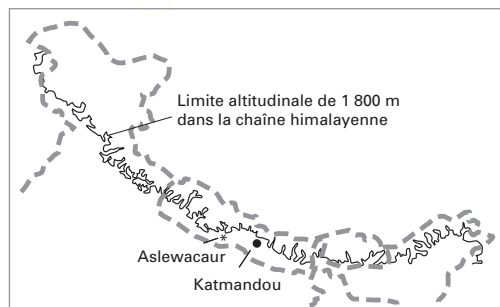 Limite altitudinale de 1 800 m
dans la chaîne himalayenne
Aslewacaur
Katmandou